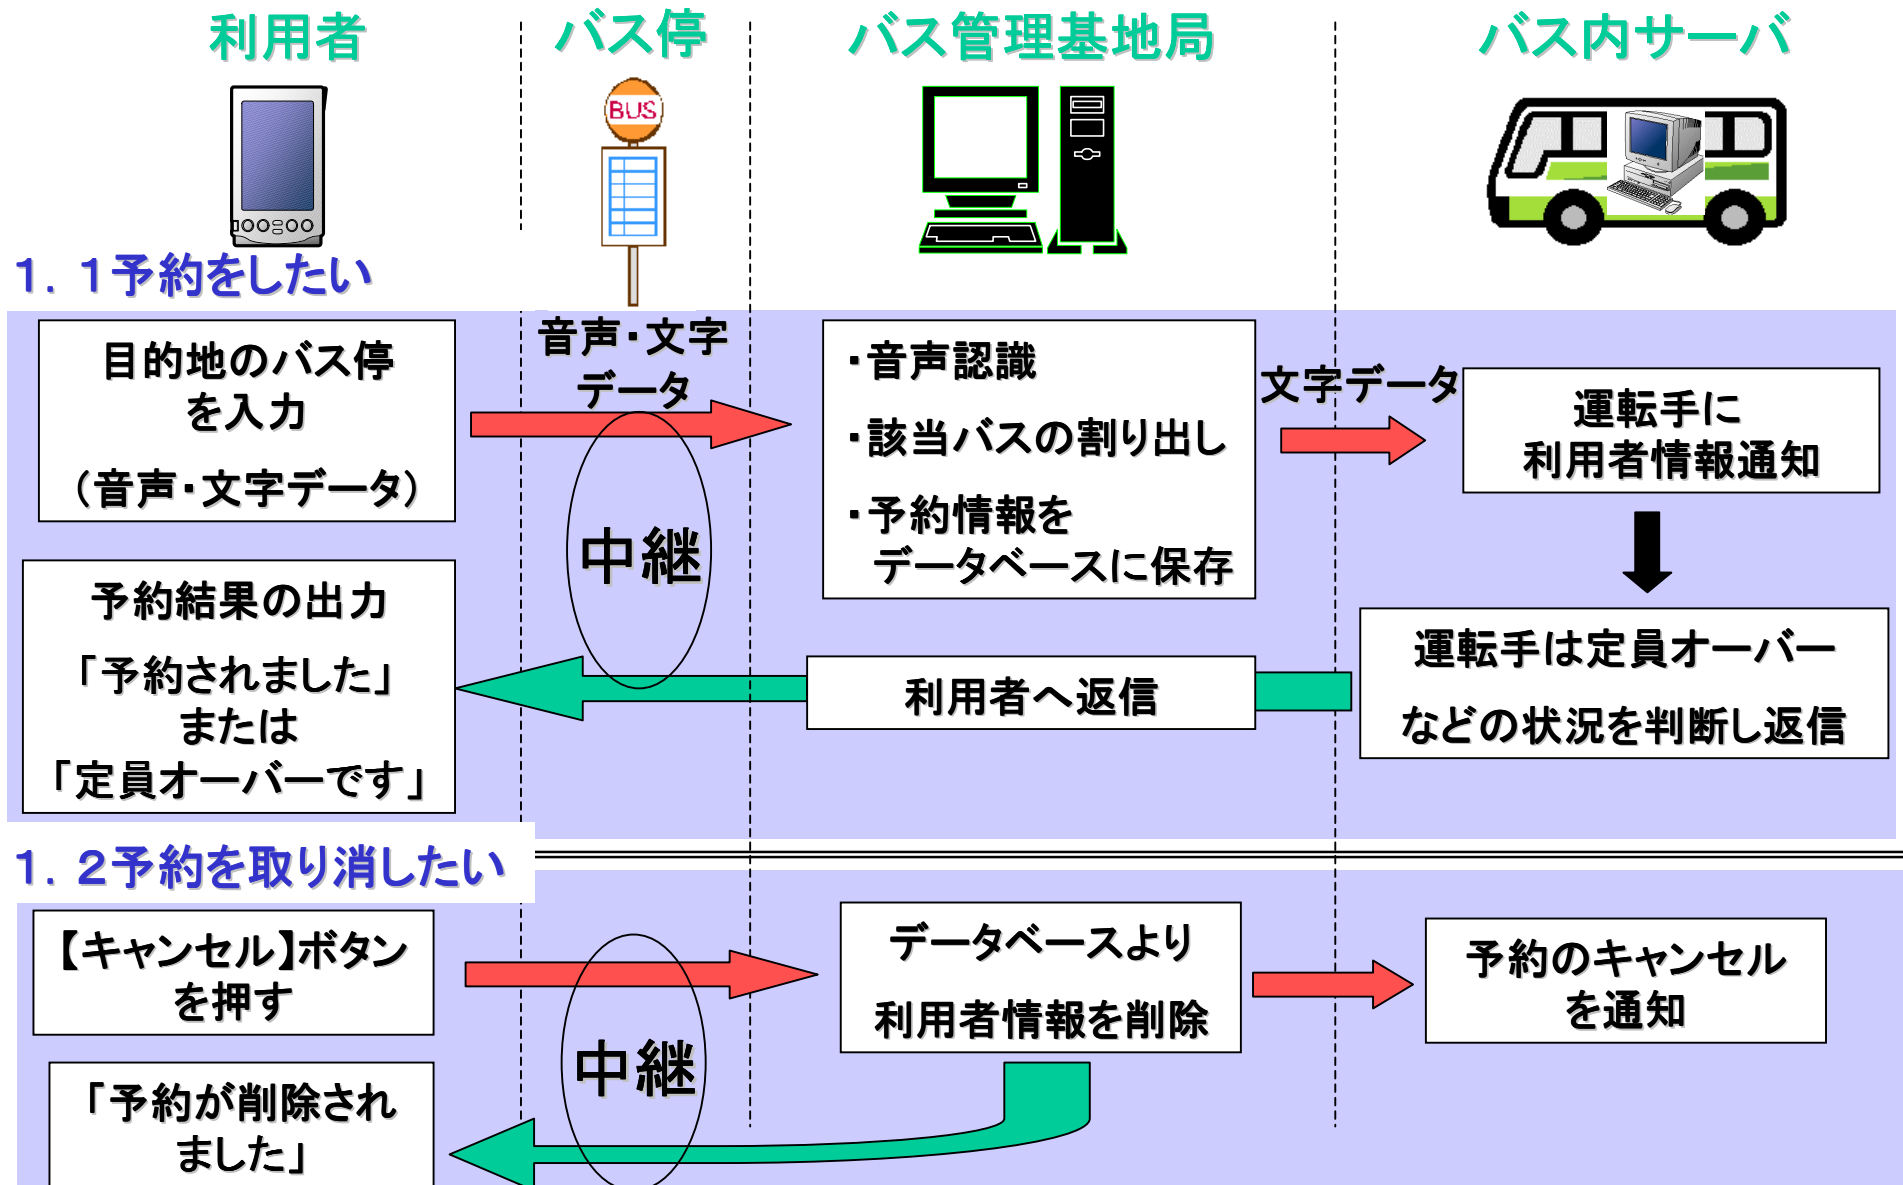 利用者
バス停
バス管理基地局
バス内サーバ
BUS
１．１予約をしたい
目的地のバス停
を入力
（音声・文字データ）
音声・文字
データ
中継
・音声認識
・該当バスの割り出し
・予約情報を
データベースに保存
文字データ
運転手に
利用者情報通知
運転手は定員オーバー
などの状況を判断し返信
利用者へ返信
予約結果の出力
「予約されました」
または
「定員オーバーです」
１．２予約を取り消したい
【キャンセル】ボタン
を押す
中継
データベースより
利用者情報を削除
予約のキャンセル
を通知
「予約が削除され
ました」